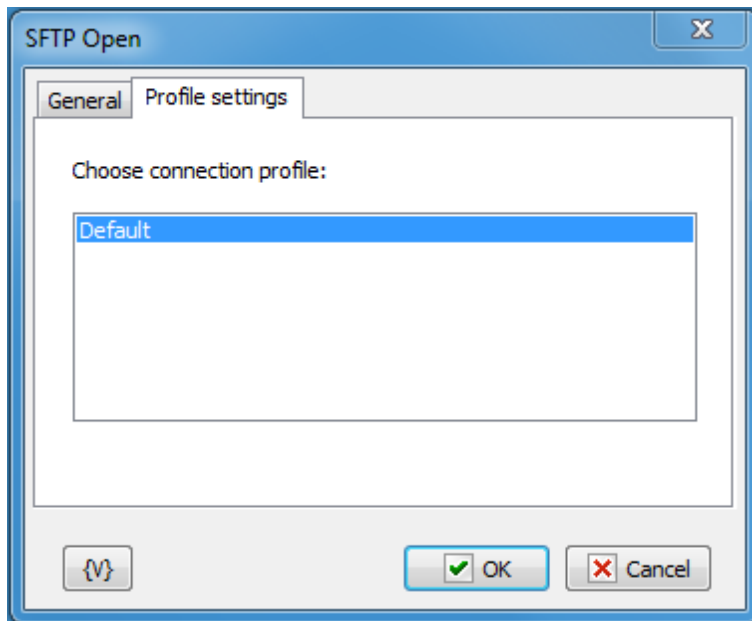 SFTP Open
General Profile settings
Choose connection profile:
Default
{V} OK Cancel